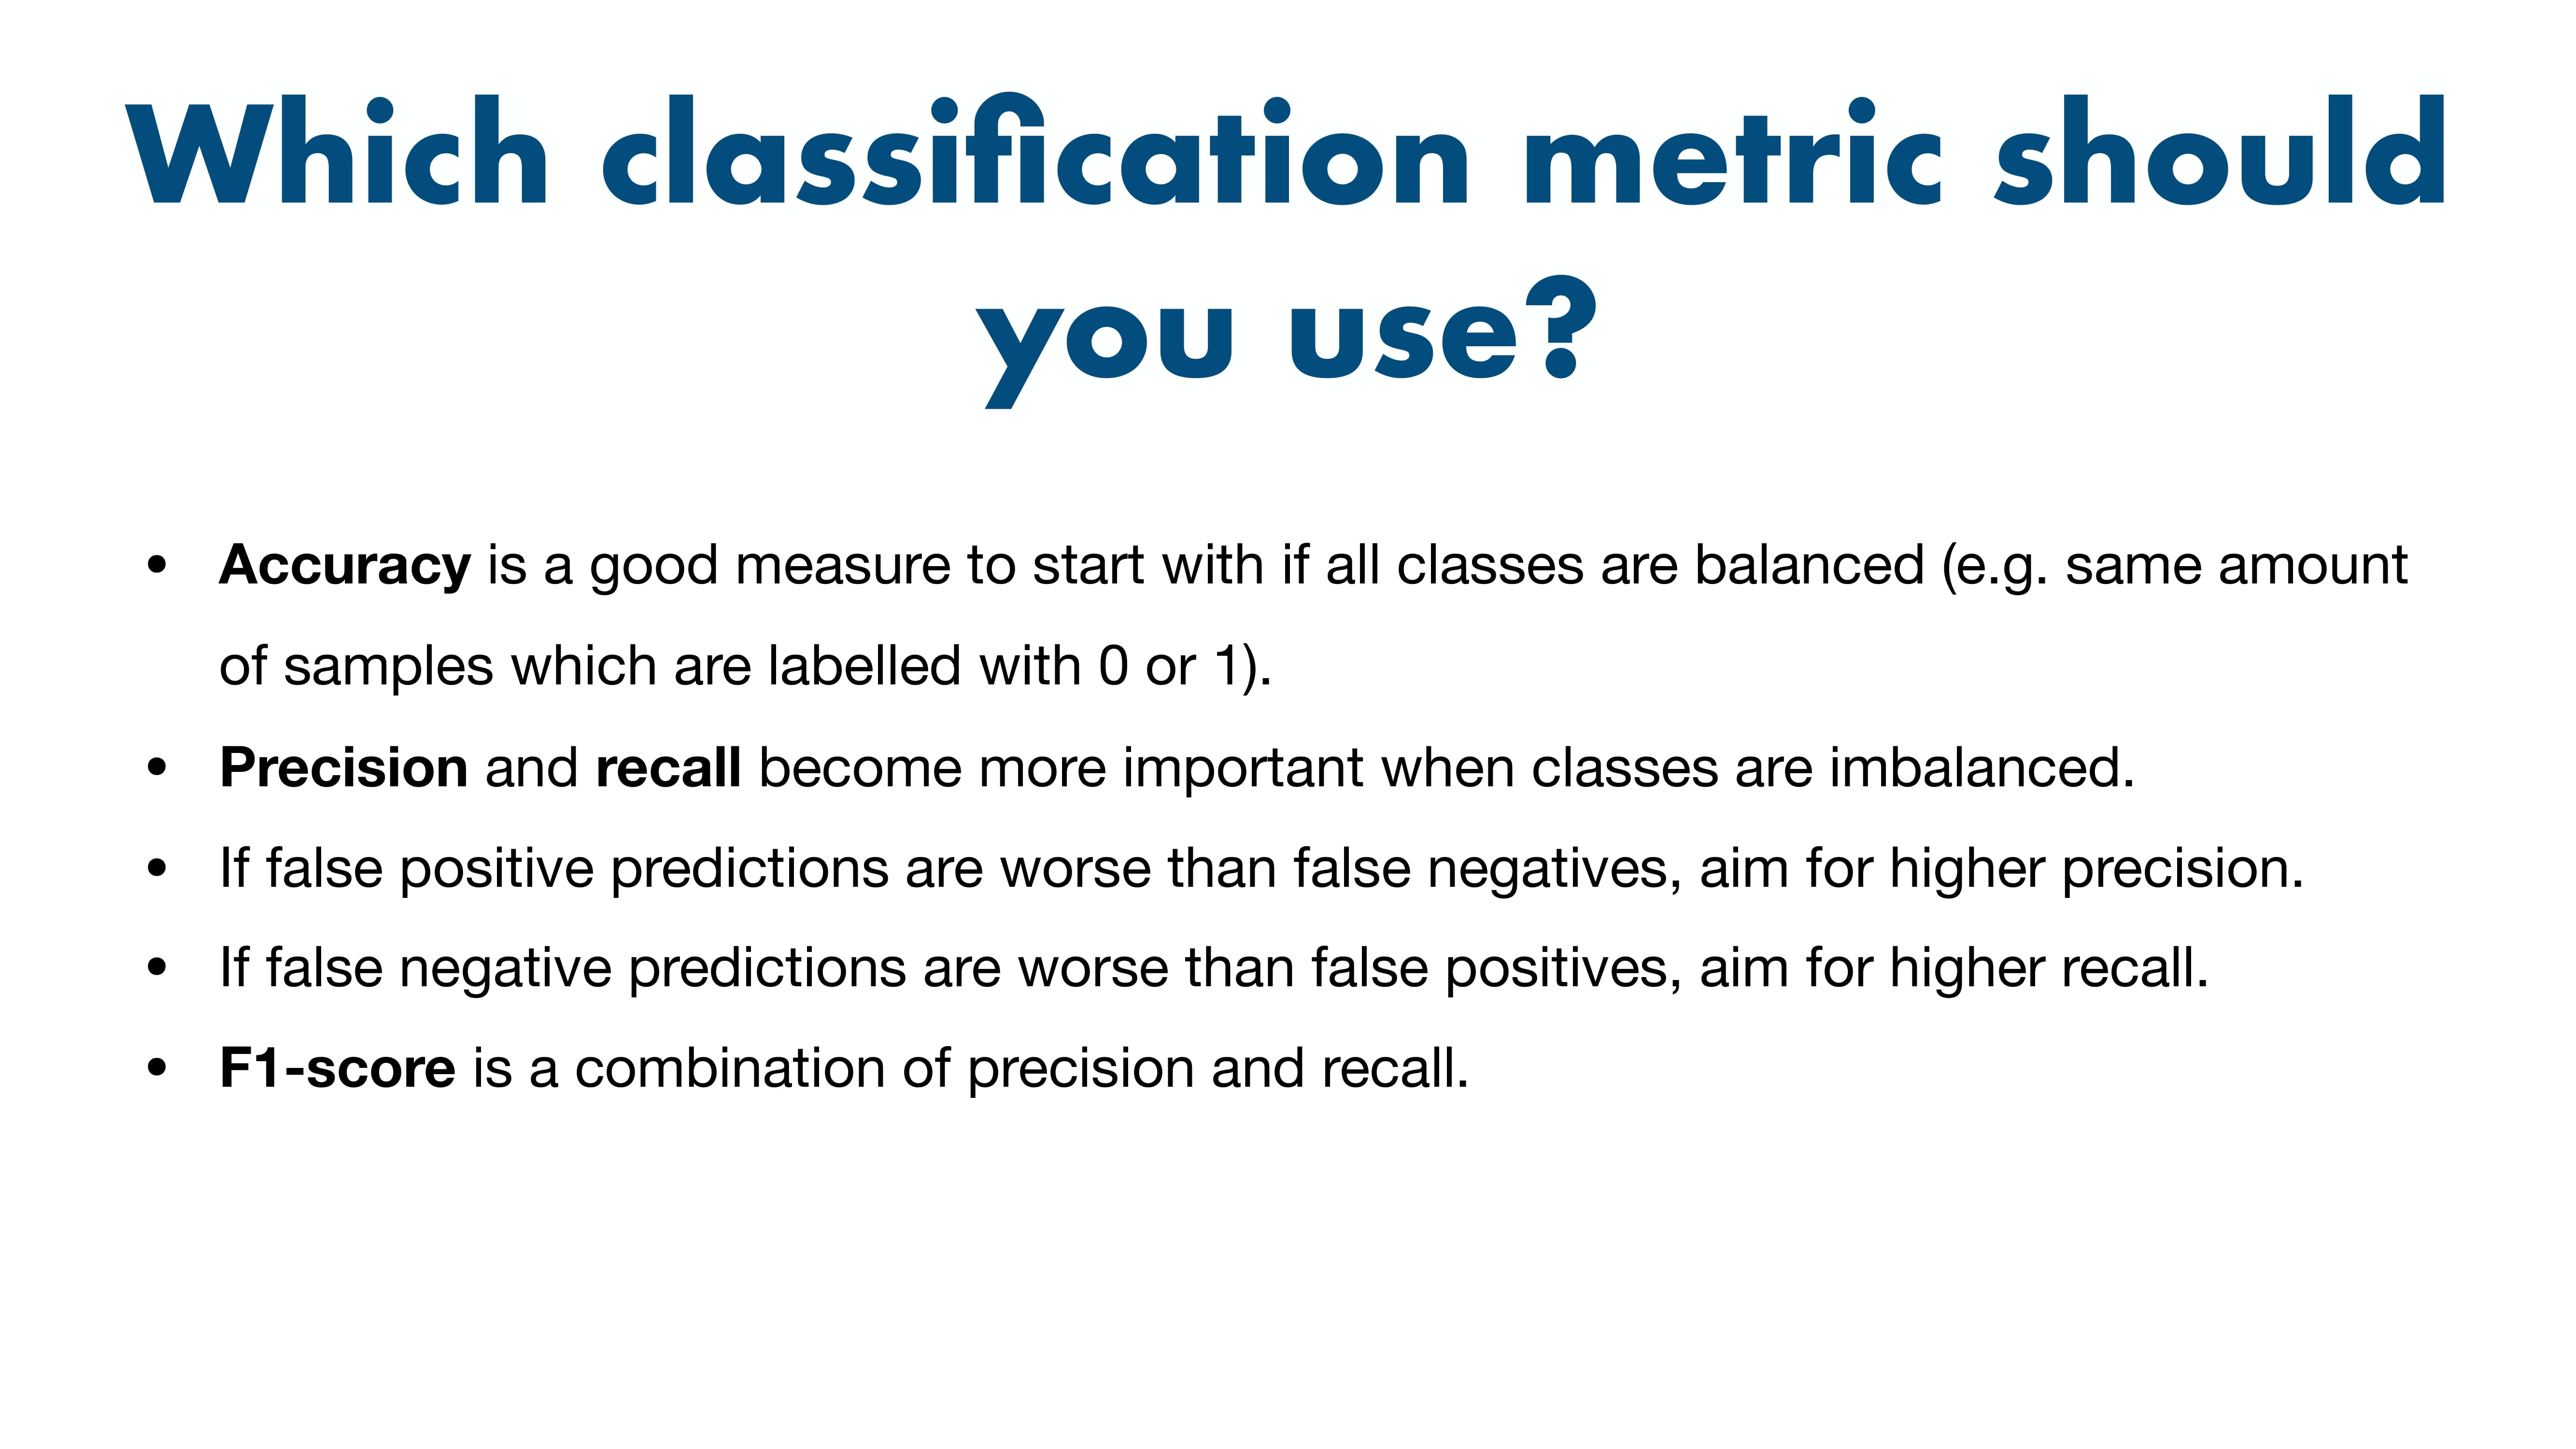 Which classification metric should
you use?
• Accuracy is a good measure to start with if all classes are balanced (e.g. same amount
of samples which are labelled with 0 or 1).
• Precision and recall become more important when classes are imbalanced.
• If false positive predictions are worse than false negatives, aim for higher precision.
• If false negative predictions are worse than false positives, aim for higher recall.
• F1-score is a combination of precision and recall.